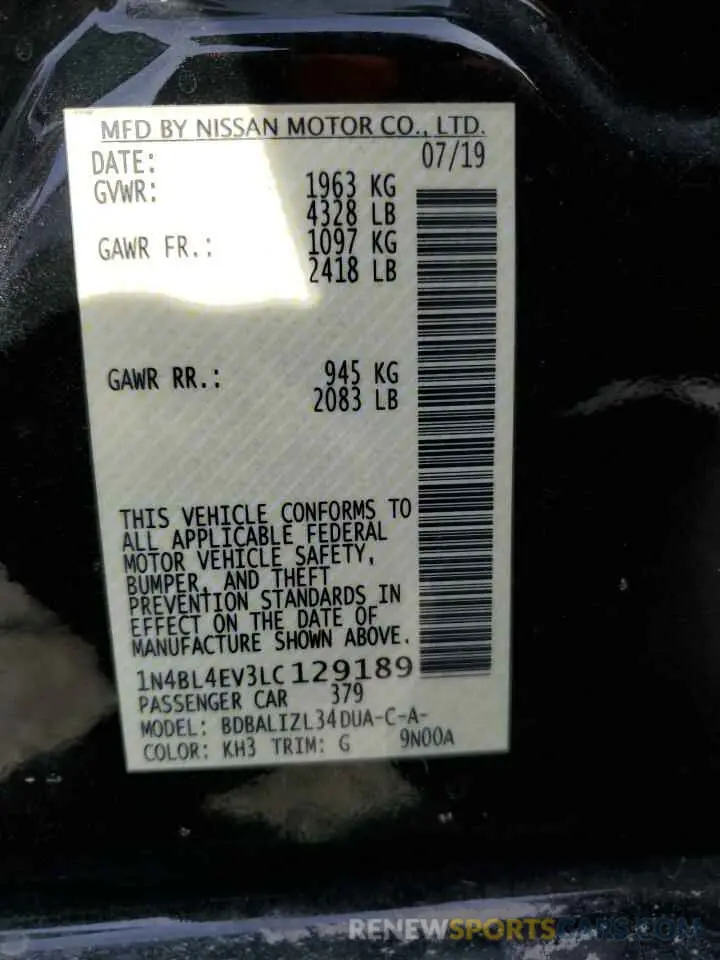 MFD BY NISSAN MOTOR CO., LTD.
DATE: 07/19
GVWR: 1963 KG
4328 LB
GAWR FR.: 1097 KG
2418 LB
GAWR RR.: 945 KG
2083 LB
THIS VEHICLE CONFORMS TO
ALL APPLICABLE FEDERAL
MOTOR VEHICLE SAFETY,
BUMPER, AND THEFT
PREVENTION STANDARDS IN
EFFECT ON THE DATE OF
MANUFACTURE SHOWN ABOVE.
1N4BL4EV3LC129189
PASSENGER CAR 379
MODEL: BDBALIZL34DUA-C-A-
COLOR: KH3 TRIM: G 9N00A
RENEWSPORTSCARS.COM